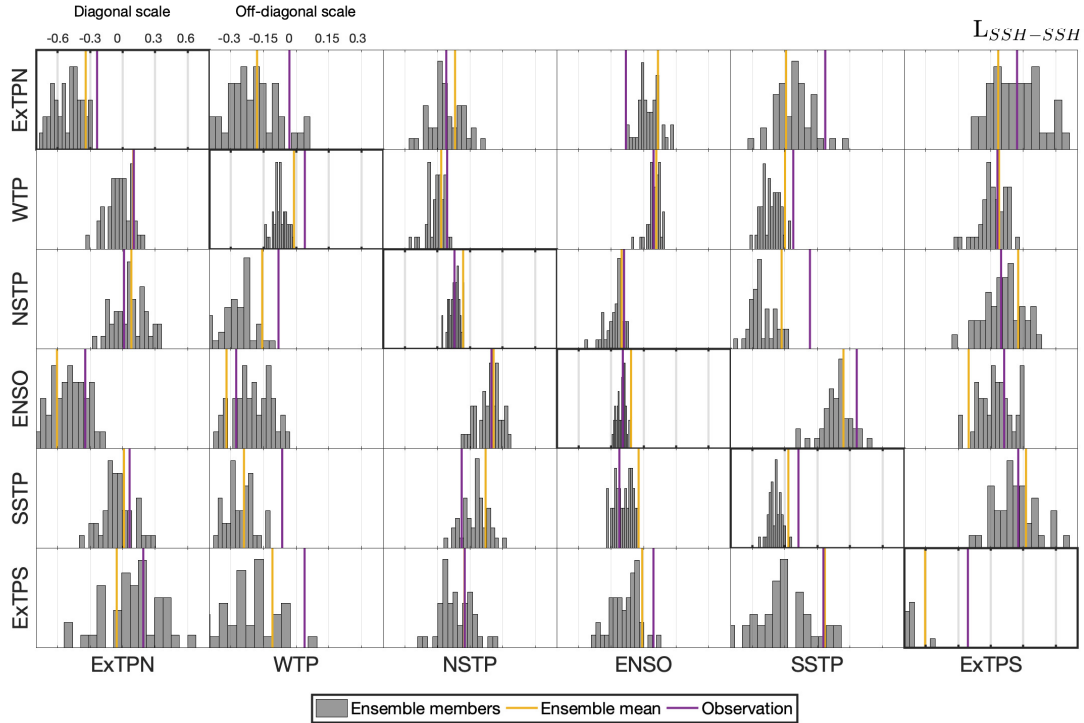 Diagonal scale Off-diagonal scale
-0.6 -0.3 0 0.3 0.6 -0.3 -0.15 0 0.15 0.3
L_{SSH-SSH}
ExTPN
WTP
NSTP
ENSO
SSTP
ExTPS
ExTPN WTP NSTP ENSO SSTP ExTPS
Ensemble members Ensemble mean Observation